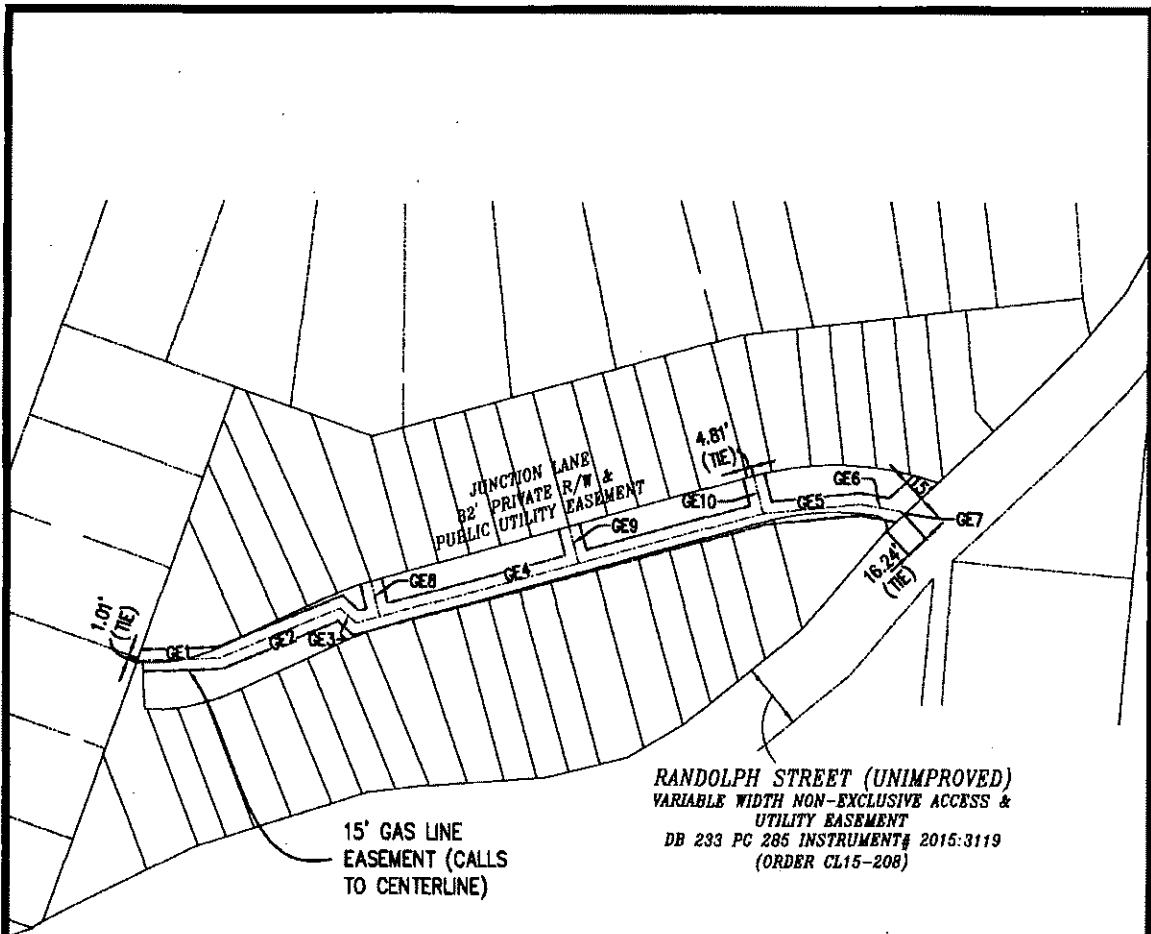 4.81'
(TIE)
JUNCTION LANE
82' PRIVATE R/W &
PUBLIC UTILITY EASEMENT
GE6
15'
GE10
GE5
GE7
GE9
16.24'
(TIE)
GE4
GE8
1.01'
(TIE)
GE2
GE3
GE1
RANDOLPH STREET (UNIMPROVED)
VARIABLE WIDTH NON-EXCLUSIVE ACCESS &
UTILITY EASEMENT
DB 233 PG 285 INSTRUMENT# 2015:3119
(ORDER CL15-208)
15' GAS LINE
EASEMENT (CALLS
TO CENTERLINE)